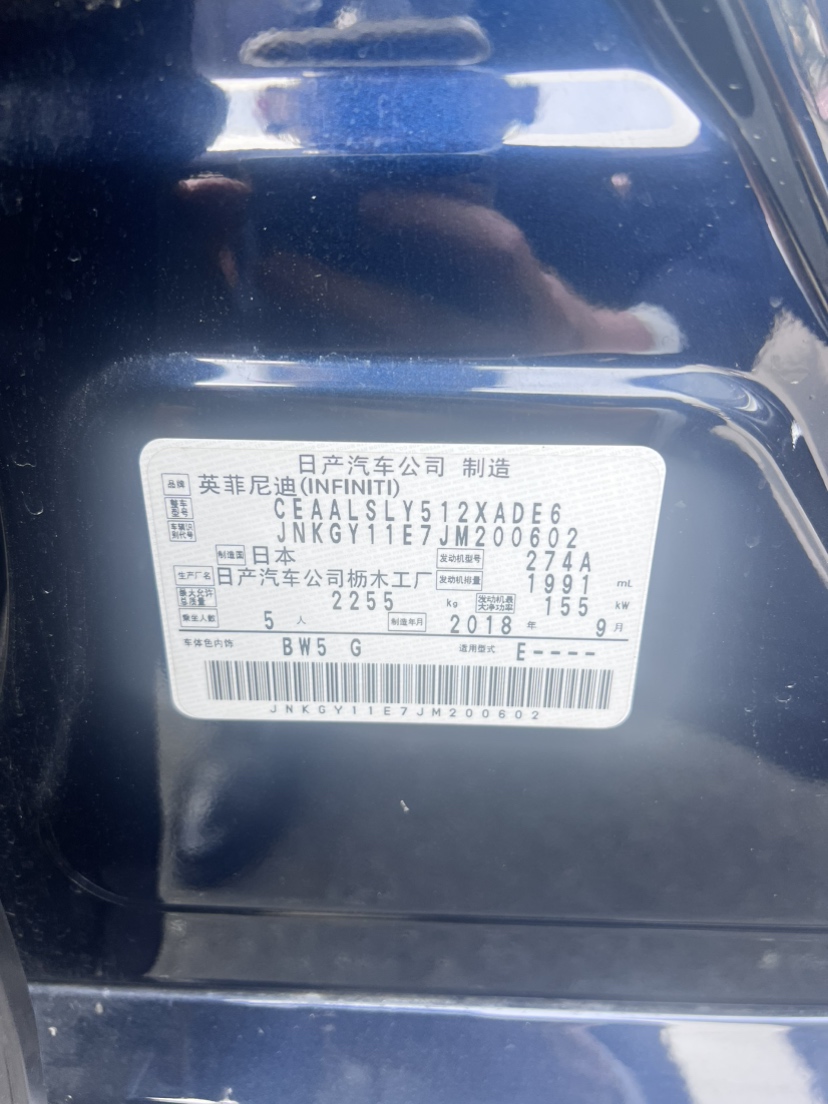 日产汽车公司 制造
品牌 英菲尼迪(INFINITI)
整车型号 CEAALSLY512XADE6
车辆识别代号 JNKGY11E7JM200602
制造国 日本 发动机型号 274A
生产厂名 日产汽车公司枥木工厂 发动机排量 1991 mL
最大允许总质量 2255 kg 发动机最大净功率 155 kW
乘坐人数 5 人 制造年月 2018 年 9 月
车体色内饰 BW5 G 适用型式 E----
JNKGY11E7JM200602